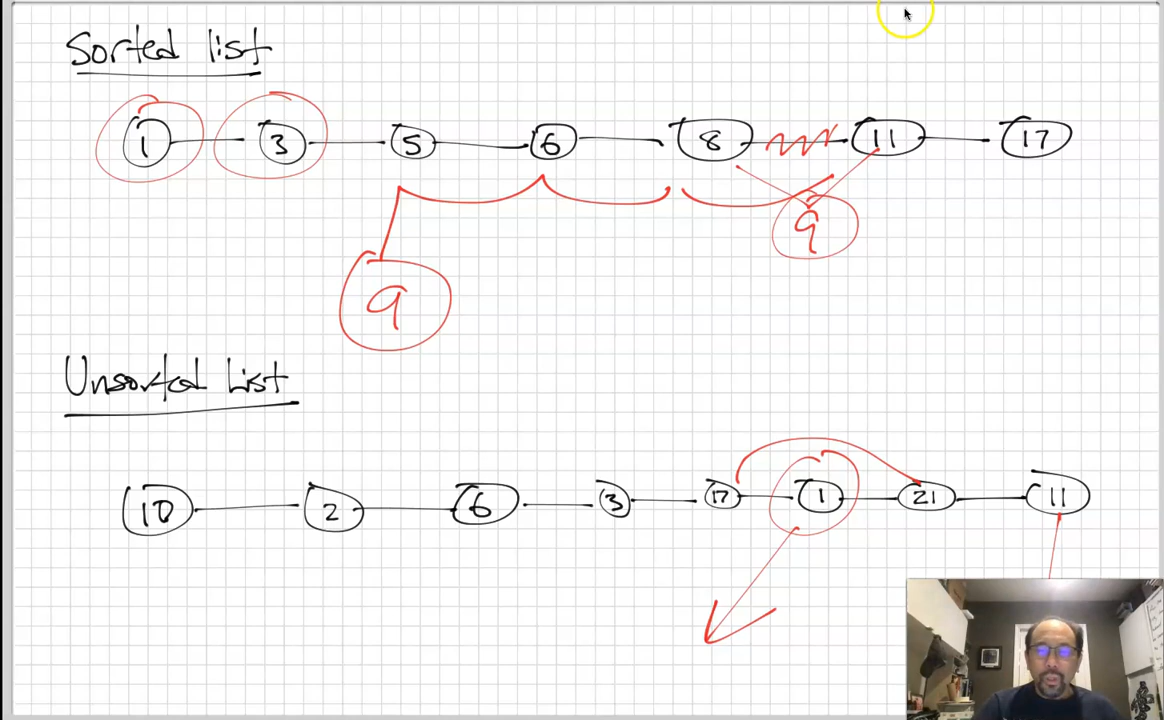 Sorted list
1 3 5 6 8 11 17
9
9
Unsorted List
10 2 6 3 17 1 21 11